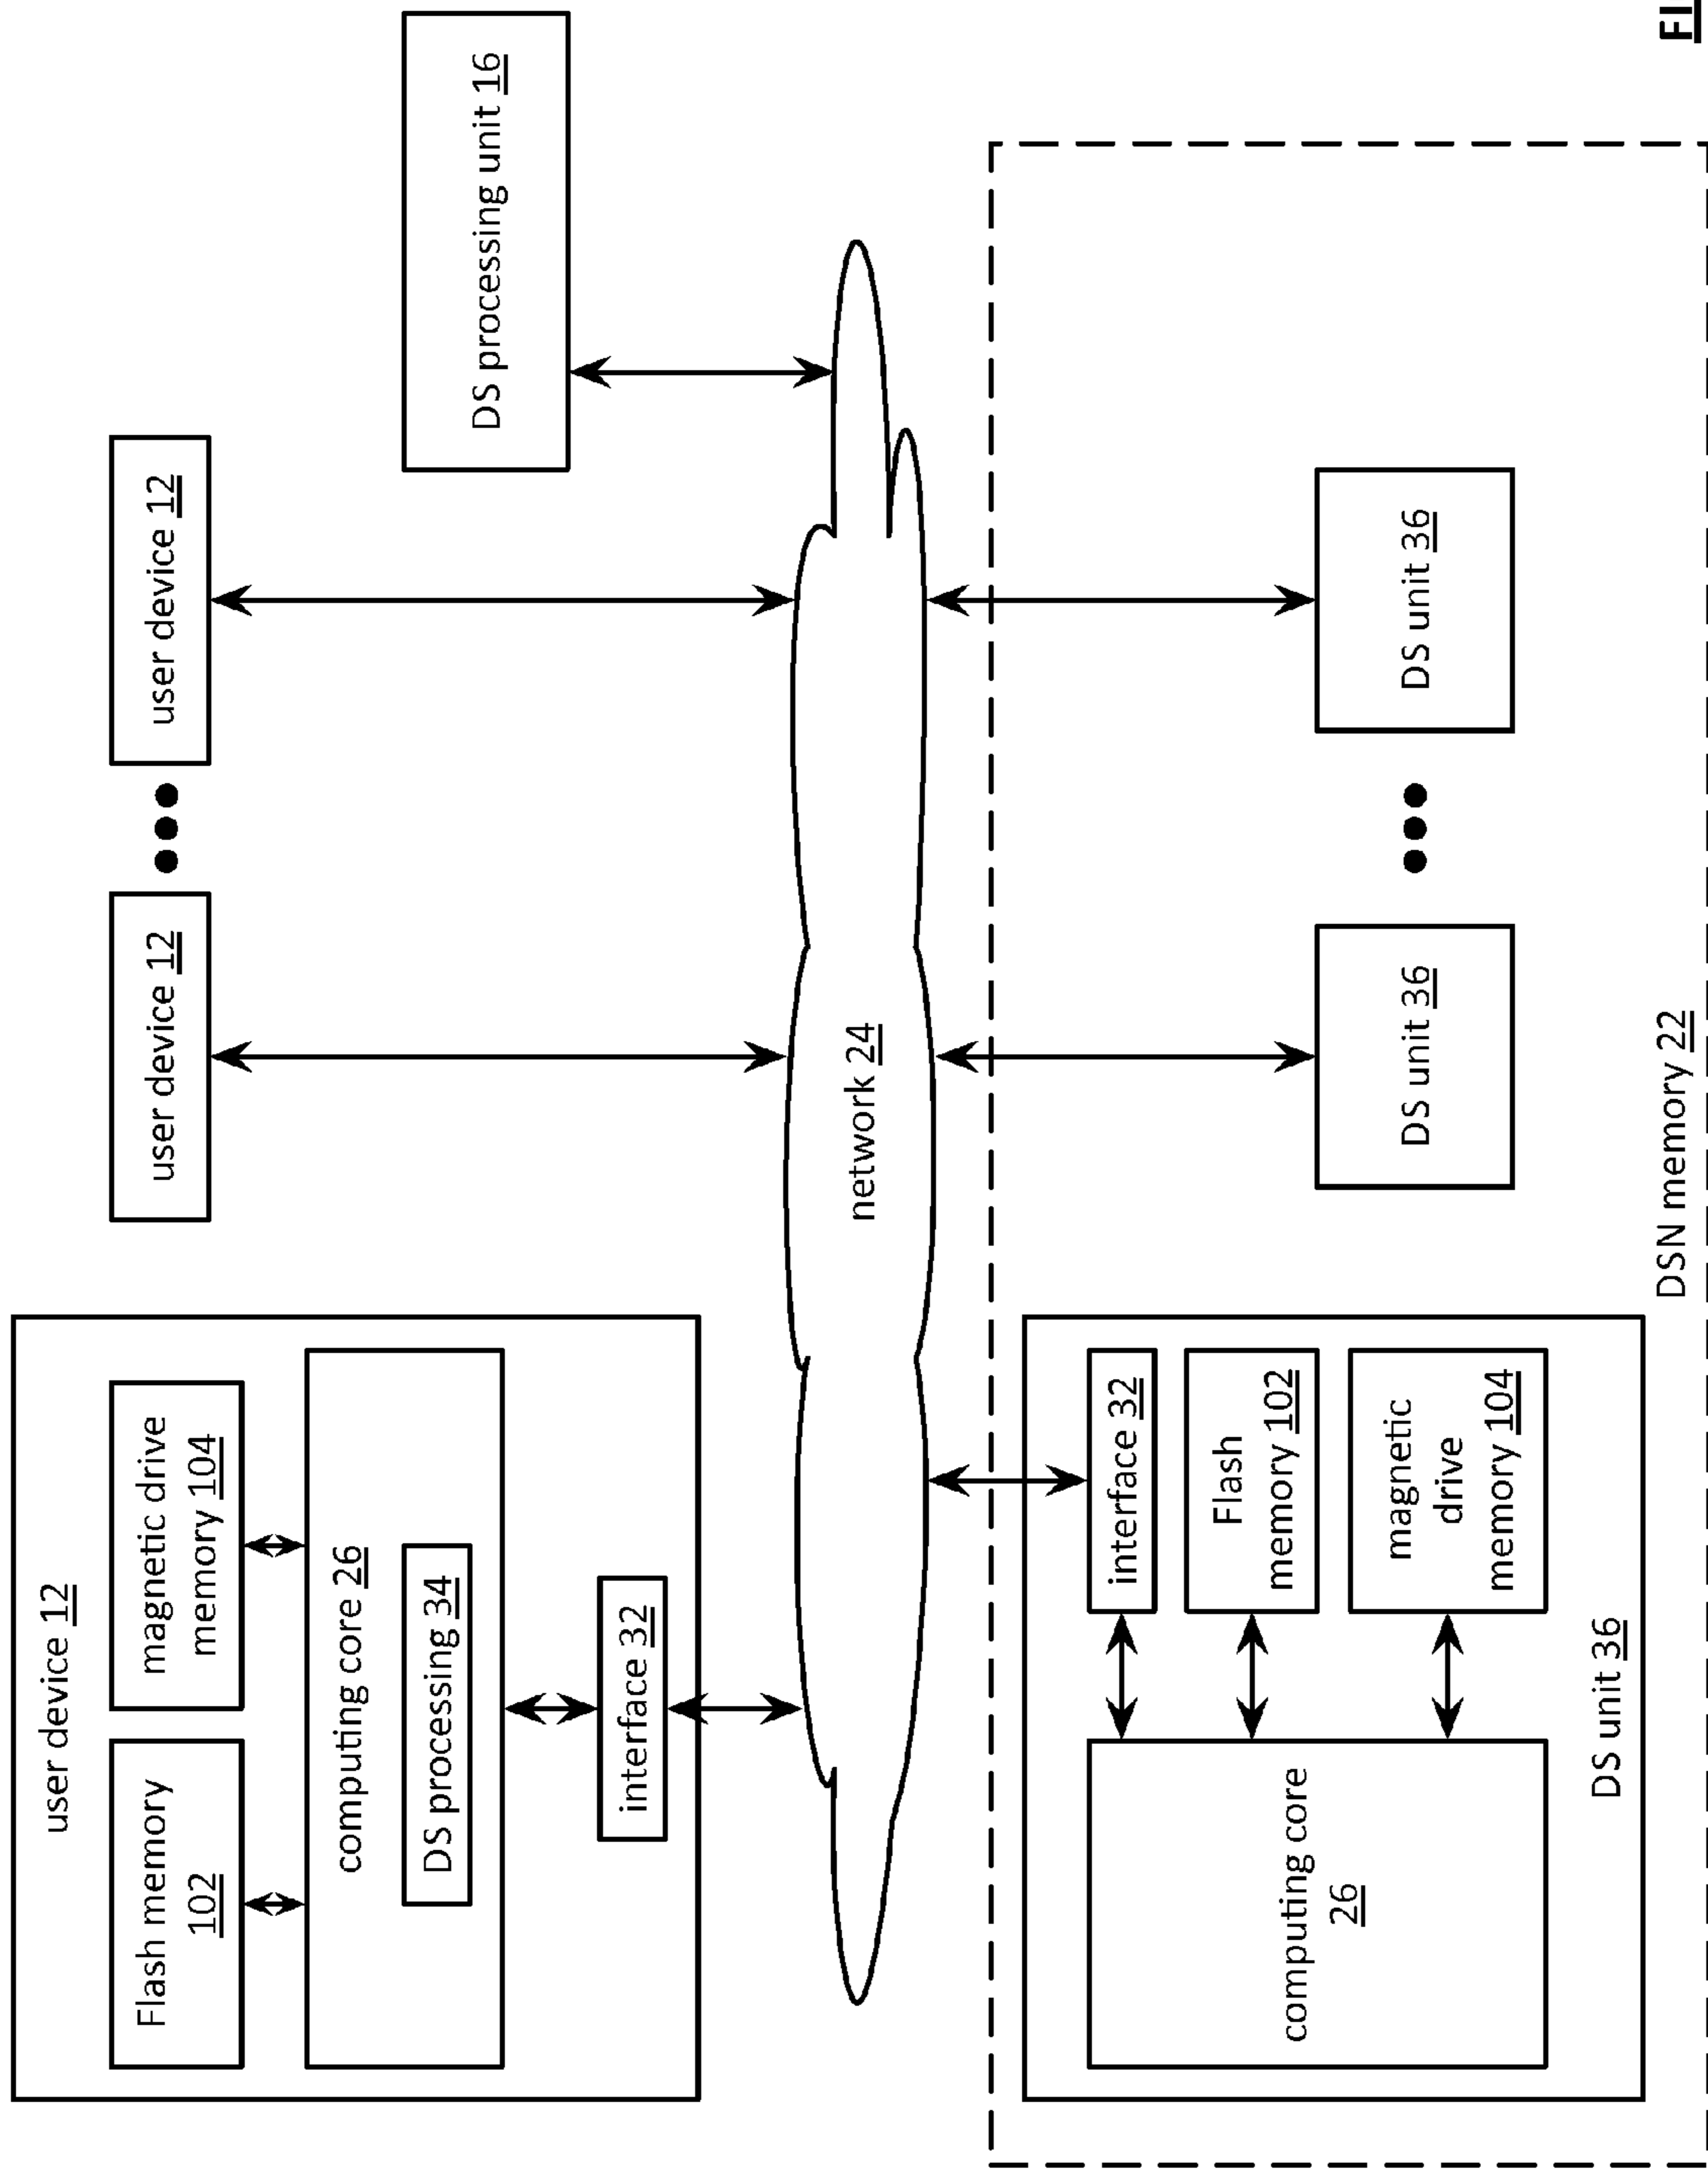 user device 12
Flash memory
102
magnetic drive
memory 104
computing core 26
DS processing 34
interface 32
user device 12
user device 12
DS processing unit 16
network 24
computing core
26
interface 32
Flash
memory 102
magnetic
drive
memory 104
DS unit 36
DS unit 36
DS unit 36
DSN memory 22